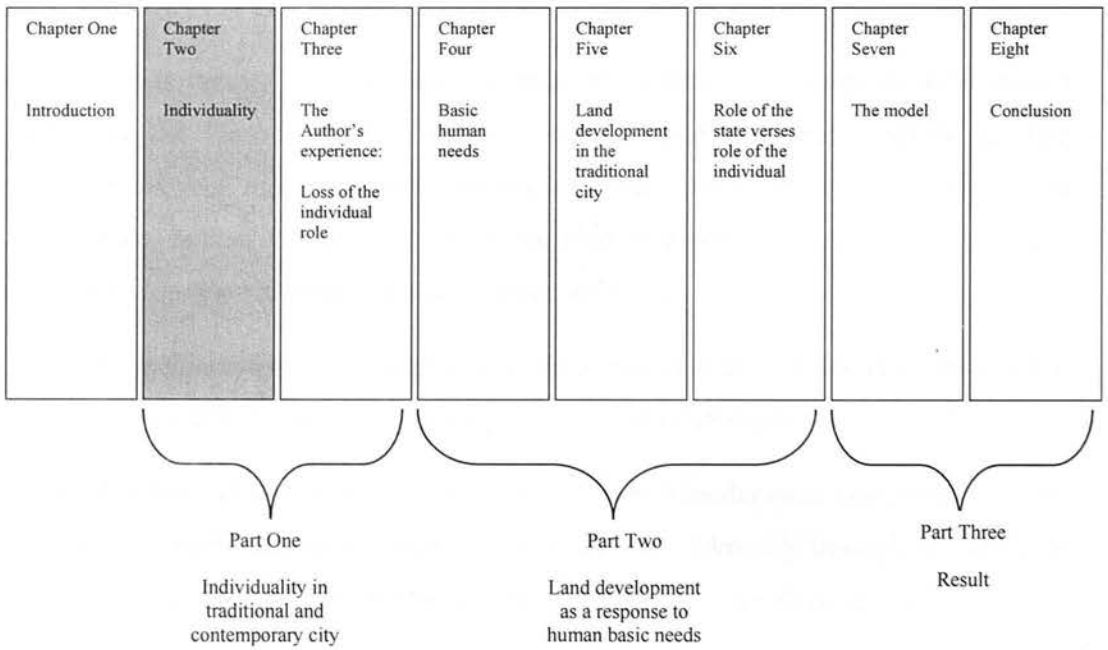 Chapter One
Introduction
Chapter
Two
Individuality
Chapter
Three
The
Author's
experience:
Loss of the
individual
role
Chapter
Four
Basic
human
needs
Chapter
Five
Land
development
in the
traditional
city
Chapter
Six
Role of the
state verses
role of the
individual
Chapter
Seven
The model
Chapter
Eight
Conclusion
Part One
Individuality in
traditional and
contemporary city
Part Two
Land development
as a response to
human basic needs
Part Three
Result